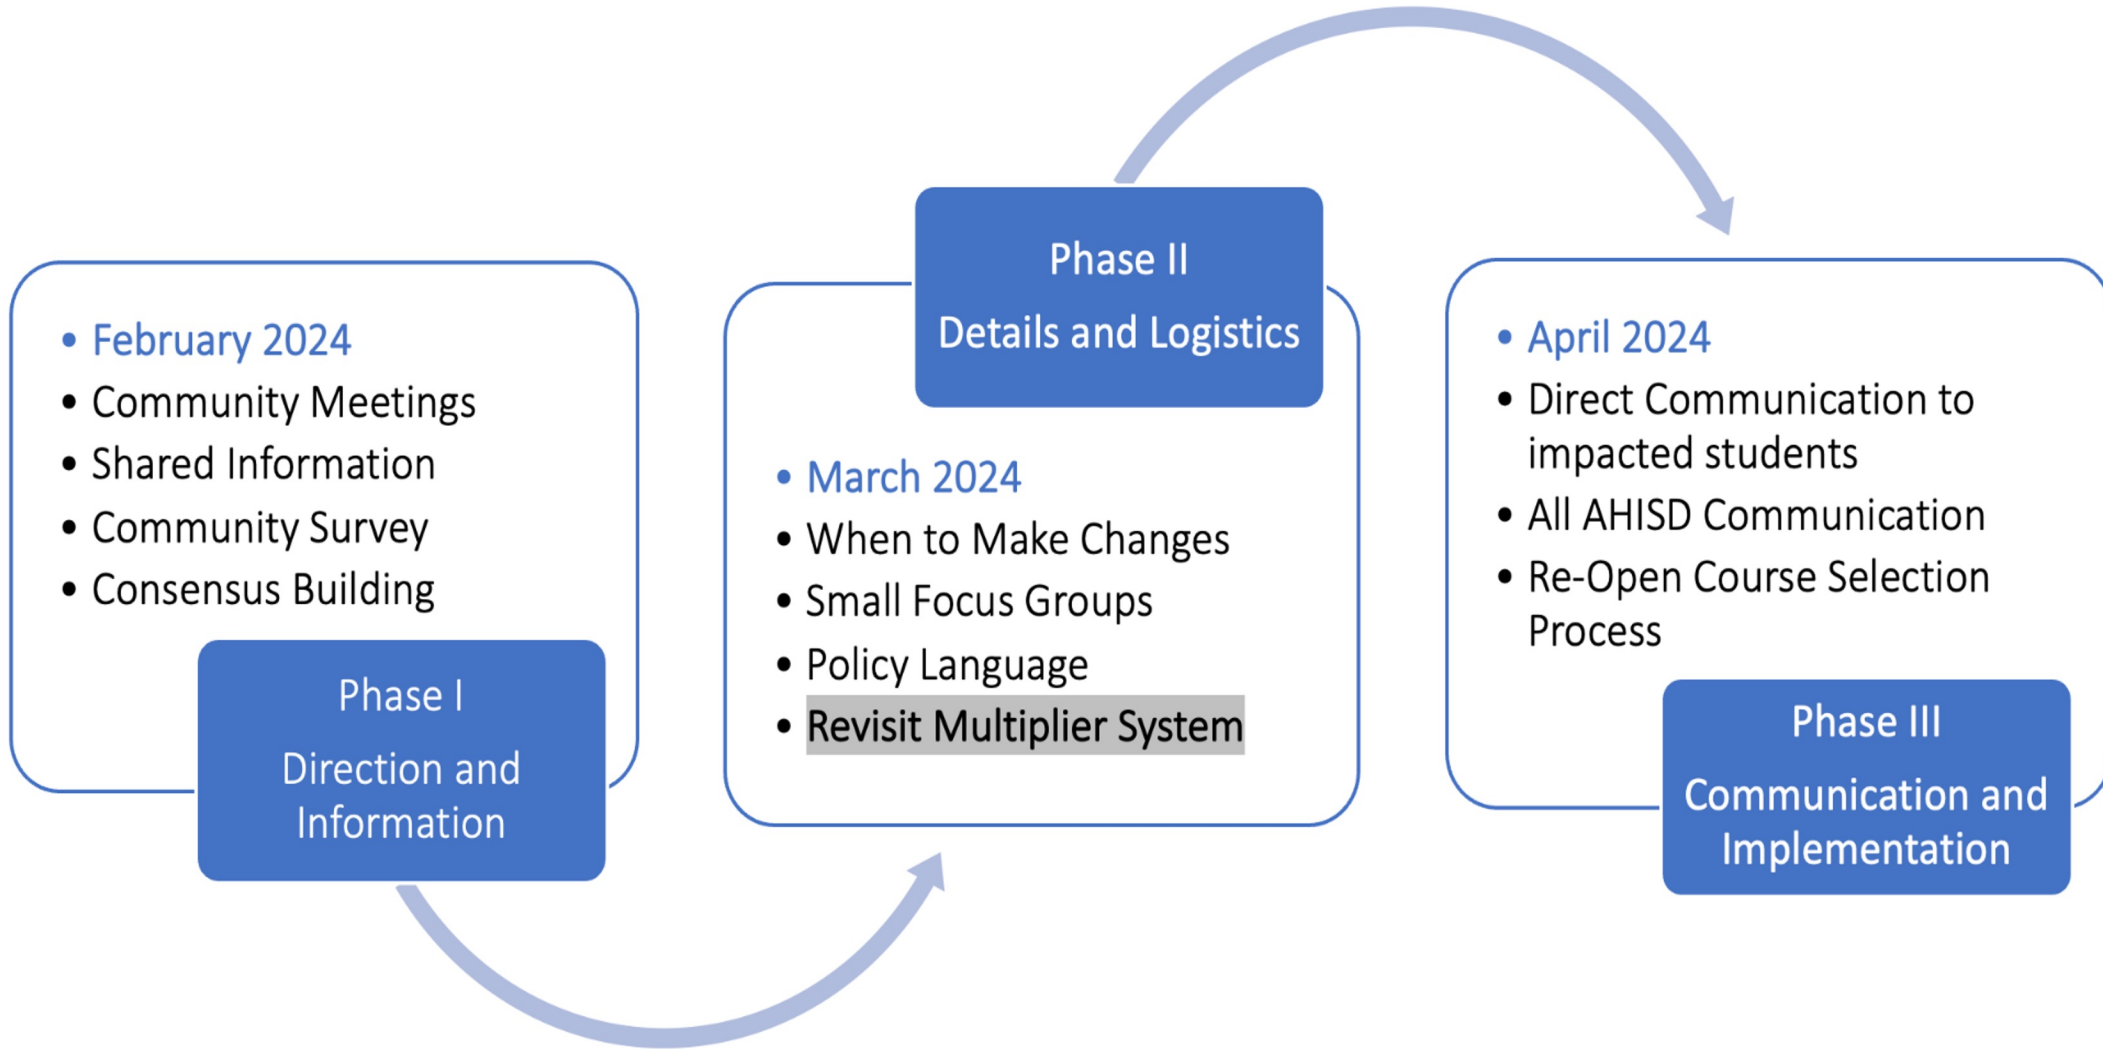 • February 2024
• Community Meetings
• Shared Information
• Community Survey
• Consensus Building
Phase I
Direction and
Information
Phase II
Details and Logistics
• March 2024
• When to Make Changes
• Small Focus Groups
• Policy Language
• Revisit Multiplier System
• April 2024
• Direct Communication to
impacted students
• All AHISD Communication
• Re-Open Course Selection
Process
Phase III
Communication and
Implementation